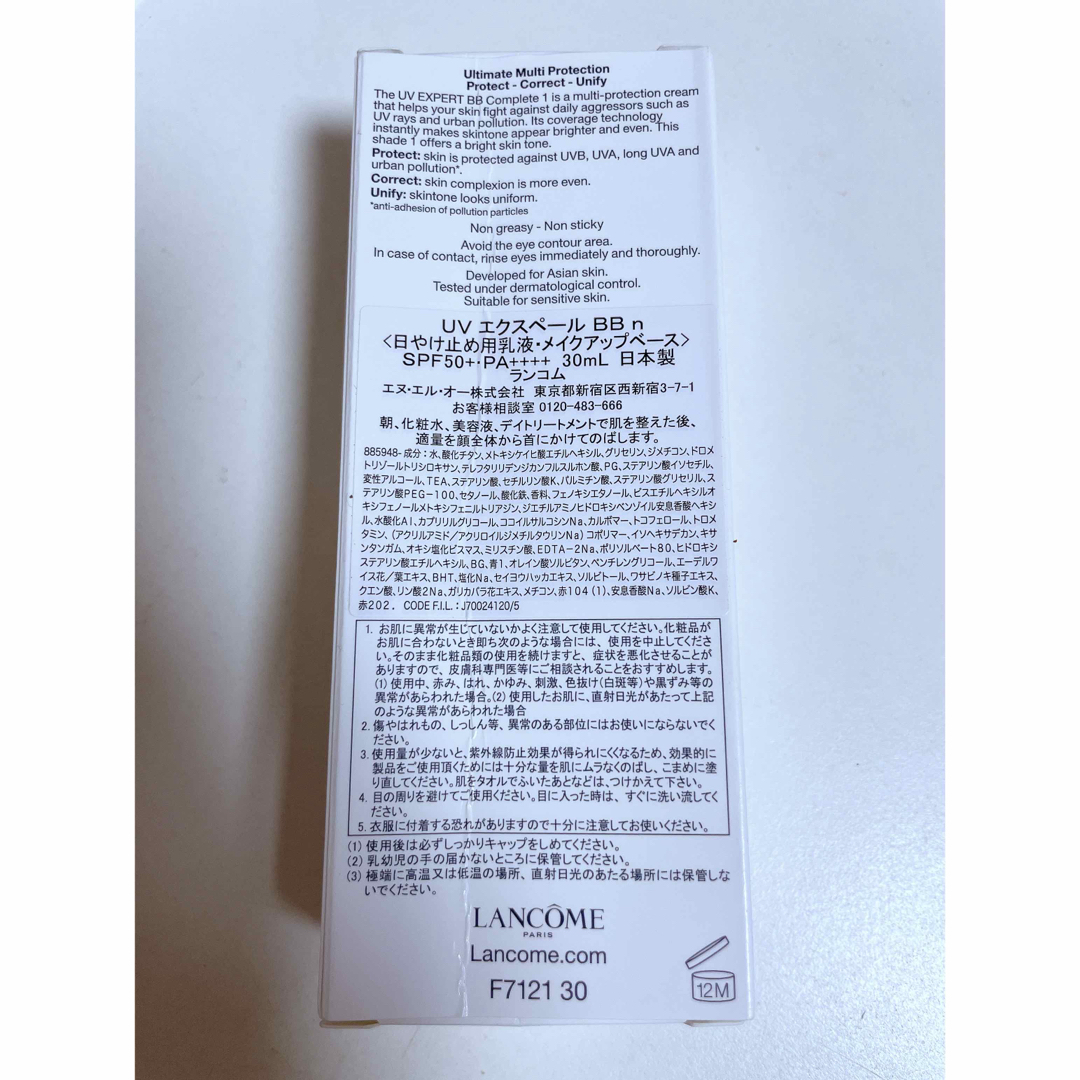 Ultimate Multi Protection
Protect - Correct - Unify
The UV EXPERT BB Complete 1 is a multi-protection cream
that helps your skin fight against daily aggressors such as
UV rays and urban pollution. Its coverage technology
instantly makes skintone appear brighter and even. This
shade 1 offers a bright skin tone.
Protect: skin is protected against UVB, UVA, long UVA and
urban pollution*.
Correct: skin complexion is more even.
Unify: skintone looks uniform.
*anti-adhesion of pollution particles
Non greasy - Non sticky
Avoid the eye contour area.
In case of contact, rinse eyes immediately and thoroughly.
Developed for Asian skin.
Tested under dermatological control.
Suitable for sensitive skin.
UV エクスペール BB n
〈日やけ止め用乳液・メイクアップベース〉
SPF50+・PA++++ 30mL 日本製
ランコム
エヌ・エル・オー株式会社 東京都新宿区西新宿3-7-1
お客様相談室 0120-483-666
朝、化粧水、美容液、デイトリートメントで肌を整えた後、
適量を顔全体から首にかけてのばします。
885948-成分：水、酸化チタン、メトキシケイヒ酸エチルヘキシル、グリセリン、ジメチコン、ドロメ
トリゾールトリシロキサン、テレフタリリデンジカンフルスルホン酸、PG、ステアリン酸イソセチル、
変性アルコール、TEA、ステアリン酸、セチルリン酸K、パルミチン酸、ステアリン酸グリセリル、ス
テアリン酸PEG-100、セタノール、酸化鉄、香料、フェノキシエタノール、ビスエチルヘキシルオ
キシフェノールメトキシフェニルトリアジン、ジエチルアミノヒドロキシベンゾイル安息香酸ヘキシ
ル、水酸化Al、カプリリルグリコール、ココイルサルコシンNa、カルボマー、トコフェロール、トロメ
タミン、(アクリルアミド／アクリロイルジメチルタウリンNa)コポリマー、イソヘキサデカン、キサ
ンタンガム、オキシ塩化ビスマス、ミリスチン酸、EDTA-2Na、ポリソルベート80、ヒドロキシ
ステアリン酸エチルヘキシル、BG、青1、オレイン酸ソルビタン、ペンチレングリコール、エーデルワ
イス花／葉エキス、BHT、塩化Na、セイヨウハッカエキス、ソルビトール、ワサビノキ種子エキス、
クエン酸、リン酸2Na、ガリカバラ花エキス、メチコン、赤104(1)、安息香酸Na、ソルビン酸K、
赤202. CODE F.I.L.：J70024120/5
1. お肌に異常が生じていないかよく注意して使用してください。化粧品が
お肌に合わないとき即ち次のような場合には、使用を中止してくださ
い。そのまま化粧品類の使用を続けますと、症状を悪化させることが
ありますので、皮膚科専門医等にご相談されることをおすすめします。
(1)使用中、赤み、はれ、かゆみ、刺激、色抜け(白斑等)や黒ずみ等の
異常があらわれた場合。(2)使用したお肌に、直射日光があたって上記
のような異常があらわれた場合
2. 傷やはれもの、しっしん等、異常のある部位にはお使いにならないでく
ださい。
3. 使用量が少ないと、紫外線防止効果が得られにくくなるため、効果的に
製品をご使用頂くためには十分な量を肌にムラなくのばし、こまめに塗
り直してください。肌をタオルでふいたあとなどは、つけかえて下さい。
4. 目の周りを避けてご使用ください。目に入った時は、すぐに洗い流してく
ださい。
5. 衣服に付着する恐れがありますので十分に注意してお使いください。
(1) 使用後は必ずしっかりキャップをしめてください。
(2) 乳幼児の手の届かないところに保管してください。
(3) 極端に高温又は低温の場所、直射日光のあたる場所には保管しな
いでください。
LANCÔME
PARIS
Lancome.com
F7121 30
12M